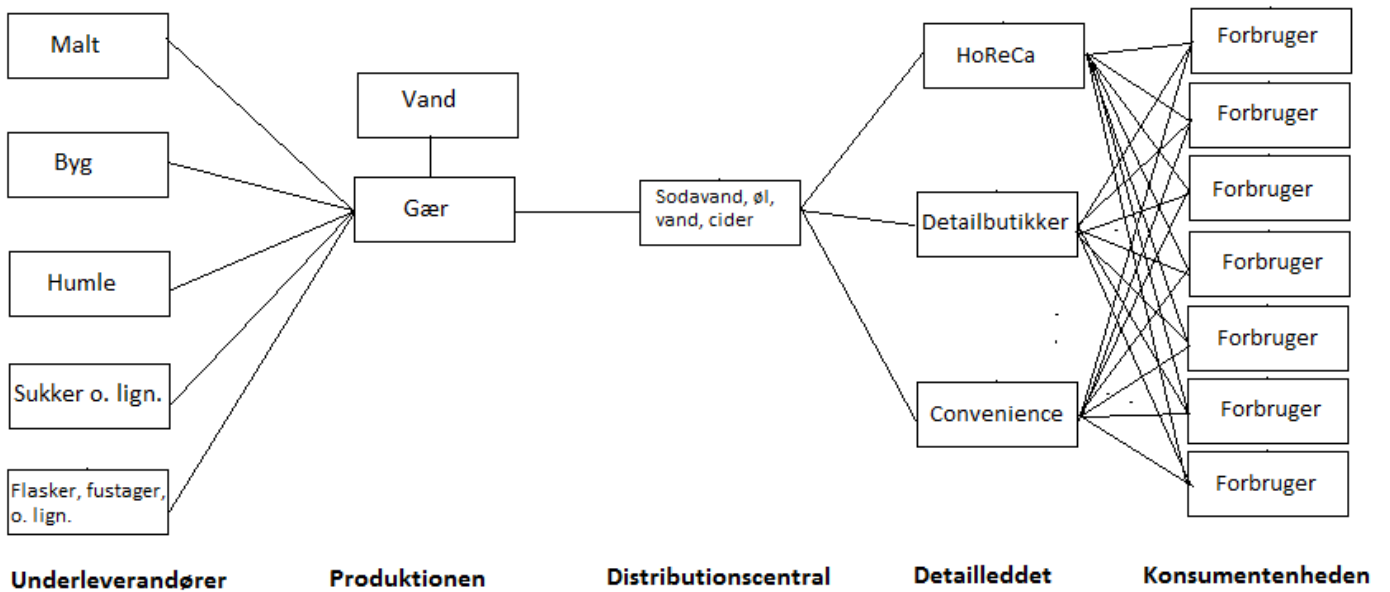 Malt
Byg
Humle
Sukker o. lign.
Flasker, fustager,
o. lign.
Underleverandører
Vand
Gær
Produktionen
Sodavand, øl,
vand, cider
Distributionscentral
HoReCa
Detailbutikker
Convenience
Detailleddet
Forbruger
Forbruger
Forbruger
Forbruger
Forbruger
Forbruger
Forbruger
Konsumentenheden